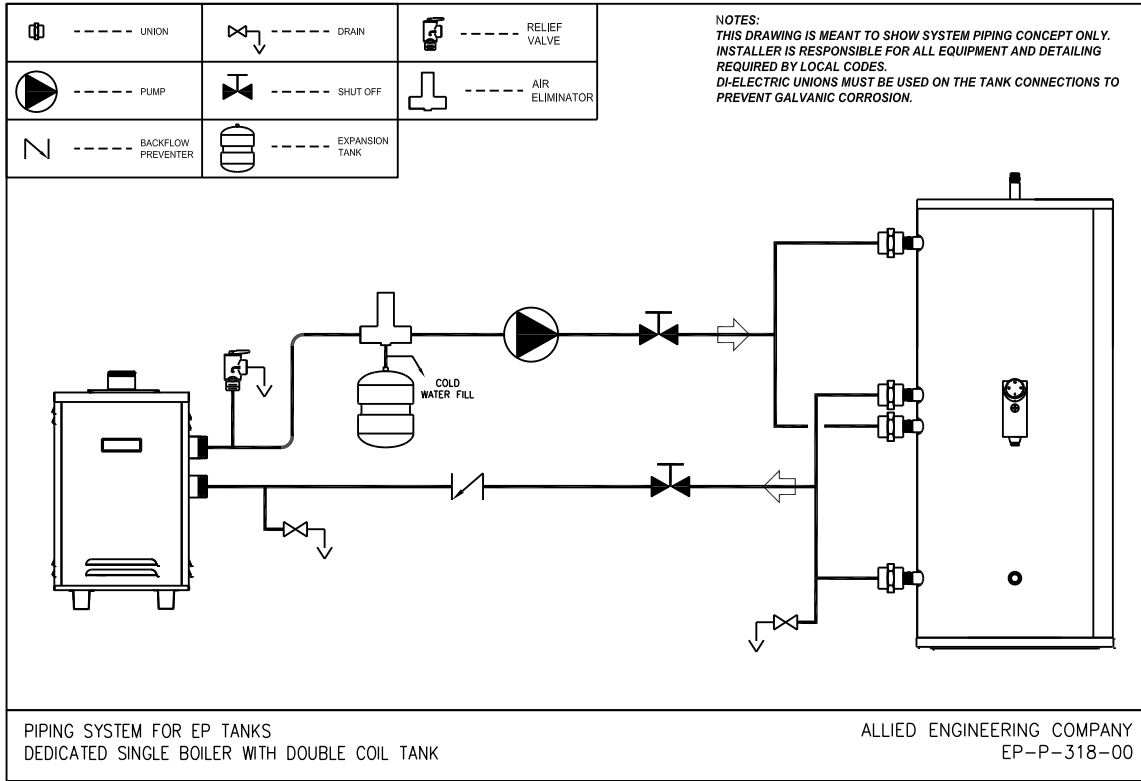 UNION
DRAIN
RELIEF
VALVE
PUMP
SHUT OFF
AIR
ELIMINATOR
BACKFLOW
PREVENTER
EXPANSION
TANK
NOTES:
THIS DRAWING IS MEANT TO SHOW SYSTEM PIPING CONCEPT ONLY.
INSTALLER IS RESPONSIBLE FOR ALL EQUIPMENT AND DETAILING
REQUIRED BY LOCAL CODES.
DI-ELECTRIC UNIONS MUST BE USED ON THE TANK CONNECTIONS TO
PREVENT GALVANIC CORROSION.
COLD
WATER FILL
PIPING SYSTEM FOR EP TANKS
DEDICATED SINGLE BOILER WITH DOUBLE COIL TANK
ALLIED ENGINEERING COMPANY
EP-P-318-00